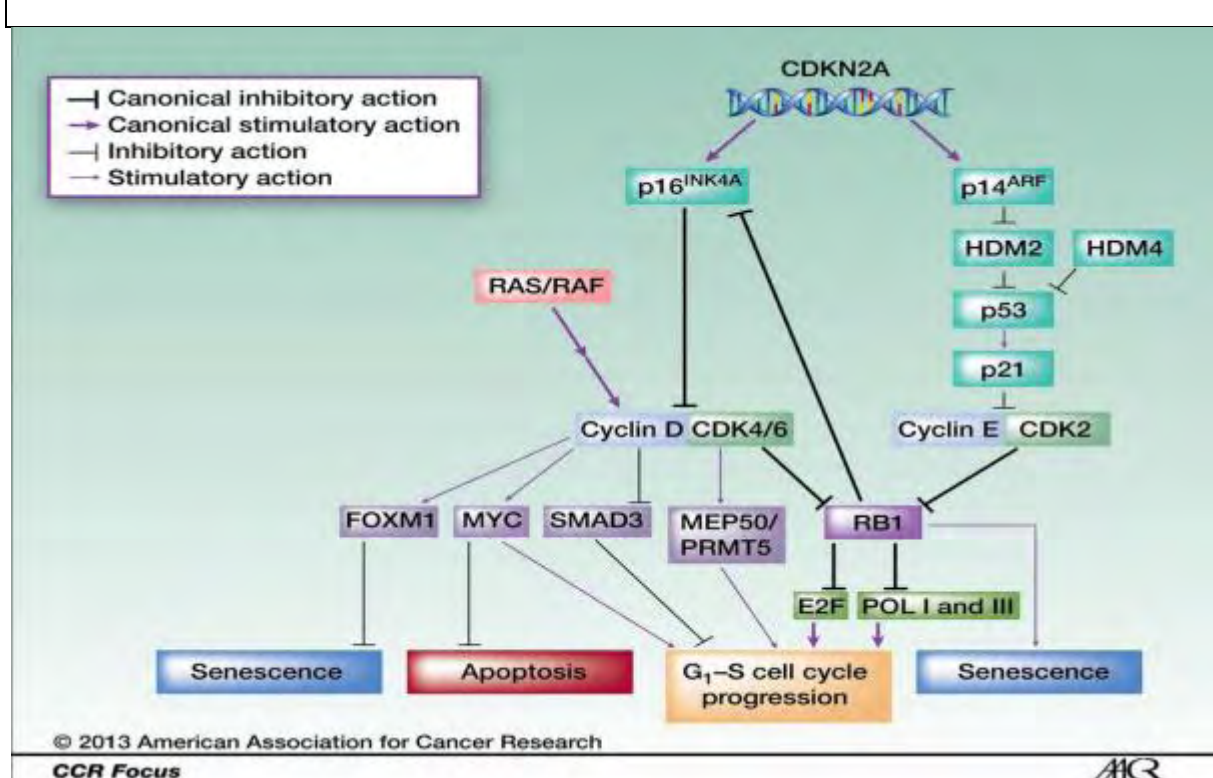 CDKN2A
Canonical inhibitory action
Canonical stimulatory action
Inhibitory action
Stimulatory action
p16INK4A
p14ARF
HDM2
HDM4
RAS/RAF
p53
p21
Cyclin D CDK4/6
Cyclin E CDK2
FOXM1
MYC
SMAD3
MEP50/
PRMT5
RB1
E2F
POL I and III
Senescence
Apoptosis
G1–S cell cycle
progression
Senescence
© 2013 American Association for Cancer Research
CCR Focus
AACR